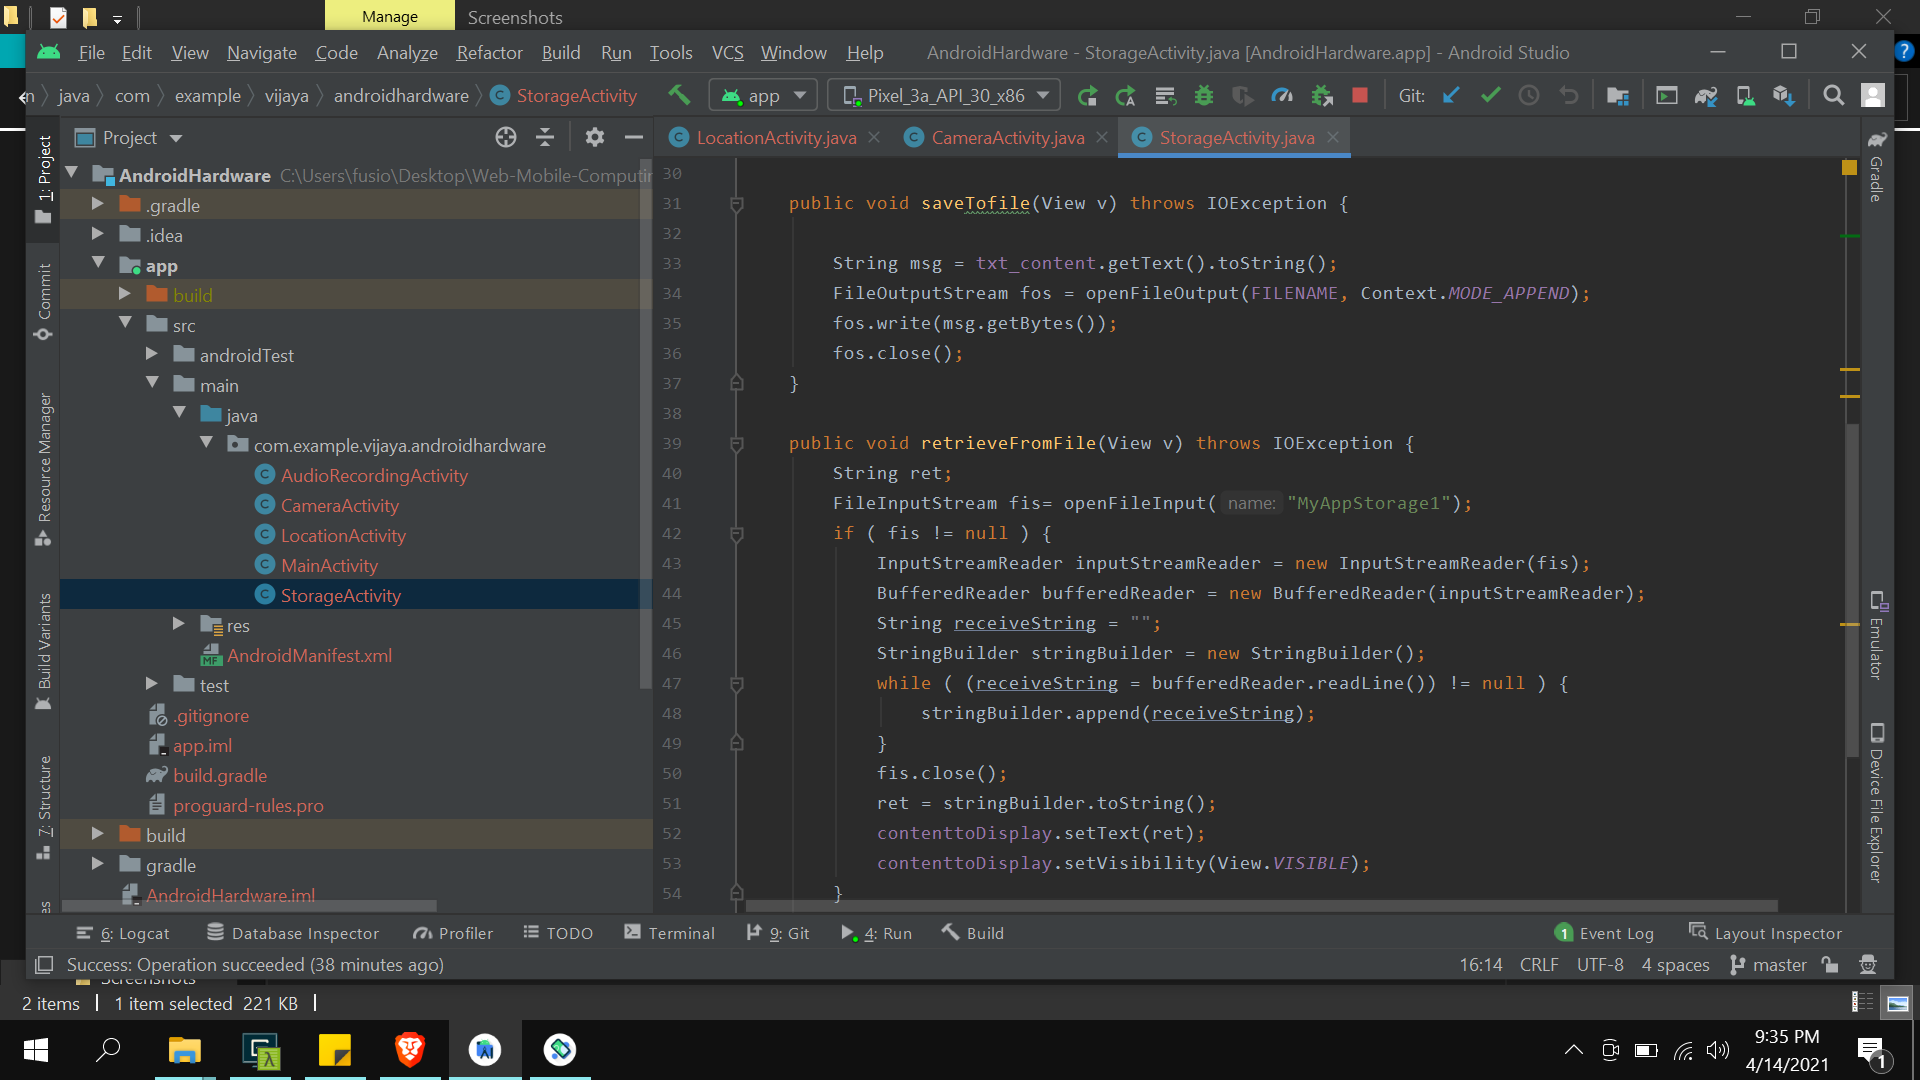 Manage
Screenshots
File Edit View Navigate Code Analyze Refactor Build Run Tools VCS Window Help AndroidHardware - StorageActivity.java [AndroidHardware.app] - Android Studio
n java com example vijaya androidhardware StorageActivity app Pixel_3a_API_30_x86 Git:
Project
LocationActivity.java CameraActivity.java StorageActivity.java
1: Project
Commit
Resource Manager
Build Variants
7: Structure
es
AndroidHardware C:\Users\fusio\Desktop\Web-Mobile-Computin
.gradle
.idea
app
build
src
androidTest
main
java
com.example.vijaya.androidhardware
AudioRecordingActivity
CameraActivity
LocationActivity
MainActivity
StorageActivity
res
MF AndroidManifest.xml
test
.gitignore
app.iml
build.gradle
proguard-rules.pro
build
gradle
AndroidHardware.iml
30
31 public void saveTofile(View v) throws IOException {
32
33 String msg = txt_content.getText().toString();
34 FileOutputStream fos = openFileOutput(FILENAME, Context.MODE_APPEND);
35 fos.write(msg.getBytes());
36 fos.close();
37 }
38
39 public void retrieveFromFile(View v) throws IOException {
40 String ret;
41 FileInputStream fis= openFileInput( name: "MyAppStorage1");
42 if ( fis != null ) {
43 InputStreamReader inputStreamReader = new InputStreamReader(fis);
44 BufferedReader bufferedReader = new BufferedReader(inputStreamReader);
45 String receiveString = "";
46 StringBuilder stringBuilder = new StringBuilder();
47 while ( (receiveString = bufferedReader.readLine()) != null ) {
48 stringBuilder.append(receiveString);
49 }
50 fis.close();
51 ret = stringBuilder.toString();
52 contenttoDisplay.setText(ret);
53 contenttoDisplay.setVisibility(View.VISIBLE);
54 }
Gradle
Emulator
Device File Explorer
6: Logcat Database Inspector Profiler TODO Terminal 9: Git 4: Run Build 1 Event Log Layout Inspector
Success: Operation succeeded (38 minutes ago) 16:14 CRLF UTF-8 4 spaces master
Screenshots
2 items 1 item selected 221 KB
9:35 PM
4/14/2021
1